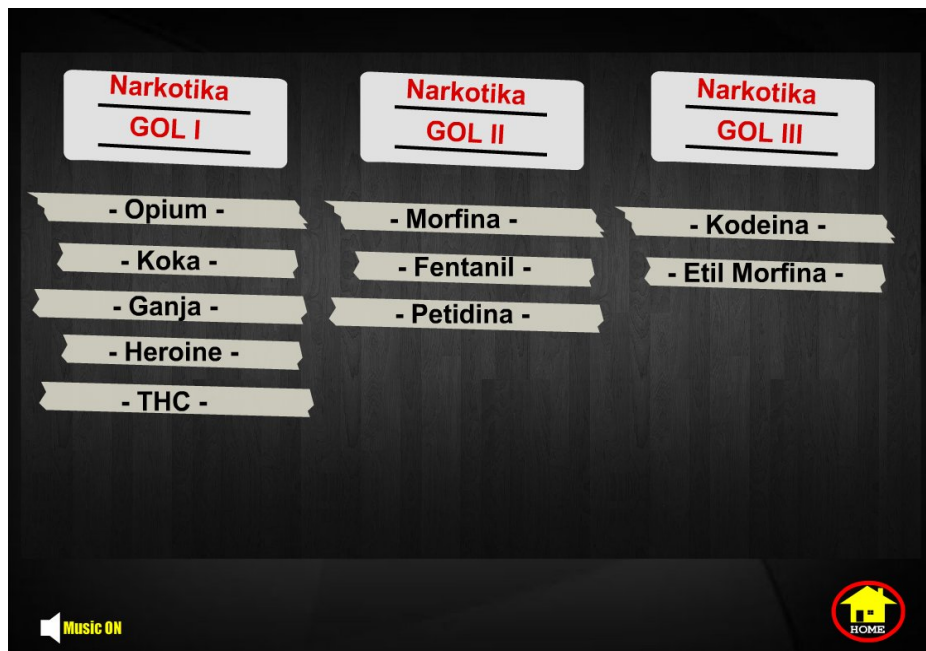 Narkotika
GOL I
- Opium -
- Koka -
- Ganja -
- Heroine -
- THC -
Narkotika
GOL II
- Morfina -
- Fentanil -
- Petidina -
Narkotika
GOL III
- Kodeina -
- Etil Morfina -
Music ON
HOME